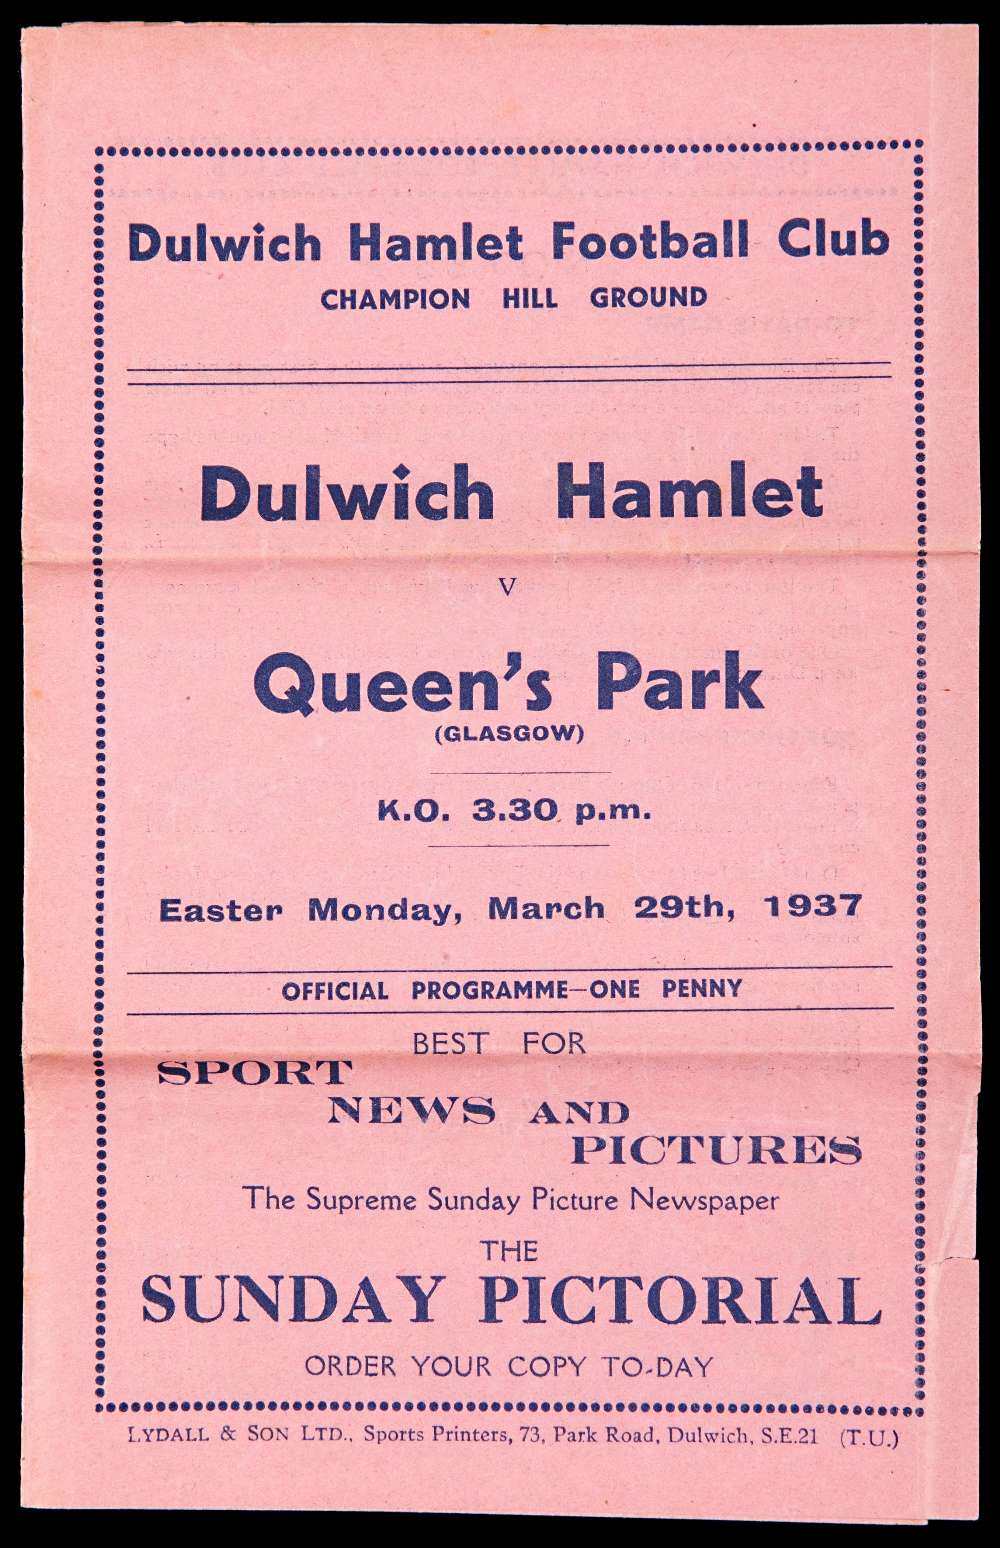 Dulwich Hamlet Football Club
CHAMPION HILL GROUND
Dulwich Hamlet
v
Queen's Park
(GLASGOW)
K.O. 3.30 p.m.
Easter Monday, March 29th, 1937
OFFICIAL PROGRAMME—ONE PENNY
BEST FOR
SPORT
NEWS AND
PICTURES
The Supreme Sunday Picture Newspaper
THE
SUNDAY PICTORIAL
ORDER YOUR COPY TO-DAY
LYDALL & SON LTD., Sports Printers, 73, Park Road, Dulwich, S.E.21 (T.U.)